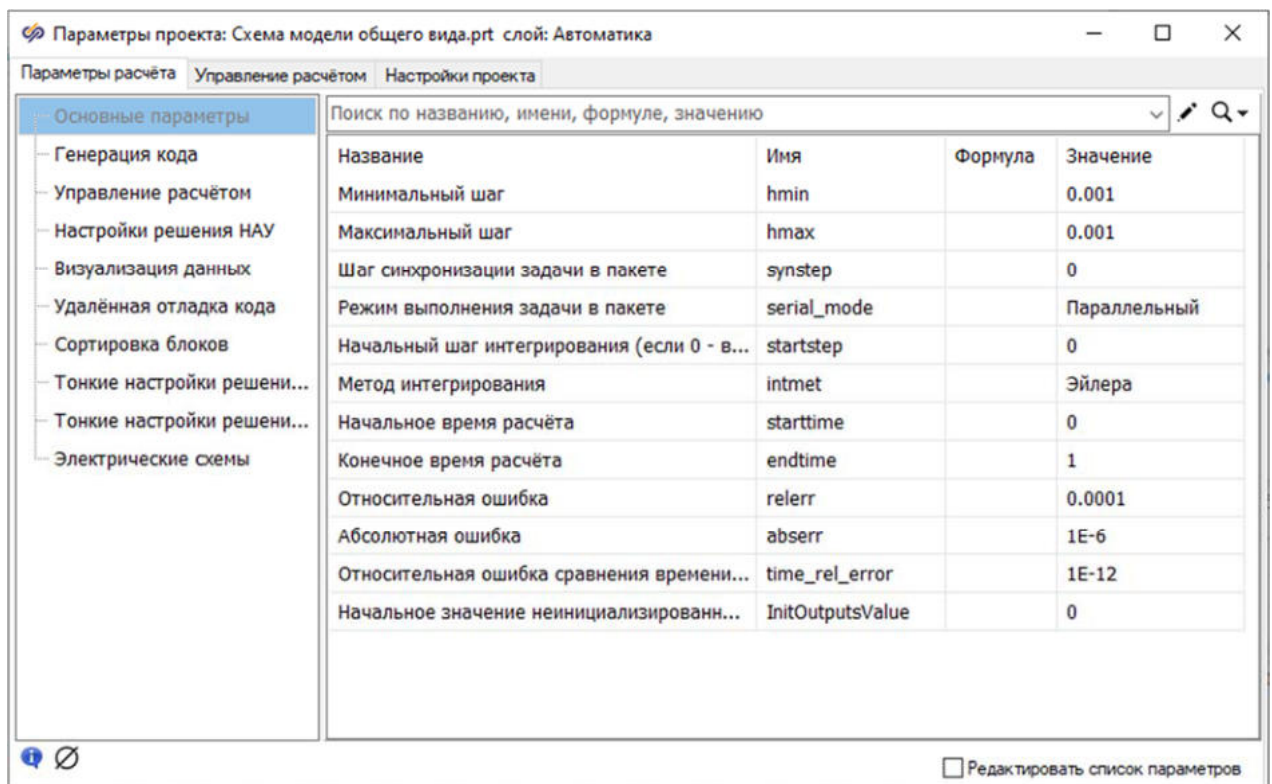 Параметры проекта: Схема модели общего вида.prt слой: Автоматика
Параметры расчёта Управление расчётом Настройки проекта
Основные параметры
Генерация кода
Управление расчётом
Настройки решения НАУ
Визуализация данных
Удалённая отладка кода
Сортировка блоков
Тонкие настройки решени...
Тонкие настройки решени...
Электрические схемы
Поиск по названию, имени, формуле, значению
Название Имя Формула Значение
Минимальный шаг hmin 0.001
Максимальный шаг hmax 0.001
Шаг синхронизации задачи в пакете synstep 0
Режим выполнения задачи в пакете serial_mode Параллельный
Начальный шаг интегрирования (если 0 - в... startstep 0
Метод интегрирования intmet Эйлера
Начальное время расчёта starttime 0
Конечное время расчёта endtime 1
Относительная ошибка relerr 0.0001
Абсолютная ошибка abserr 1E-6
Относительная ошибка сравнения времени... time_rel_error 1E-12
Начальное значение неинициализированн... InitOutputsValue 0
Редактировать список параметров